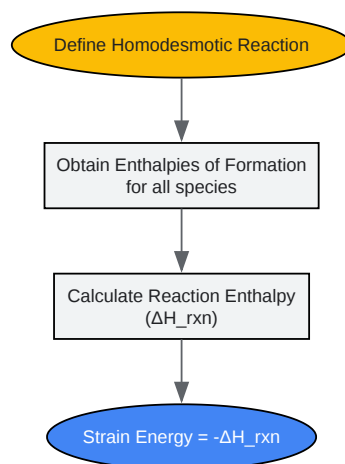 Define Homodesmotic Reaction
Obtain Enthalpies of Formation
for all species
Calculate Reaction Enthalpy
(ΔH_rxn)
Strain Energy = -ΔH_rxn